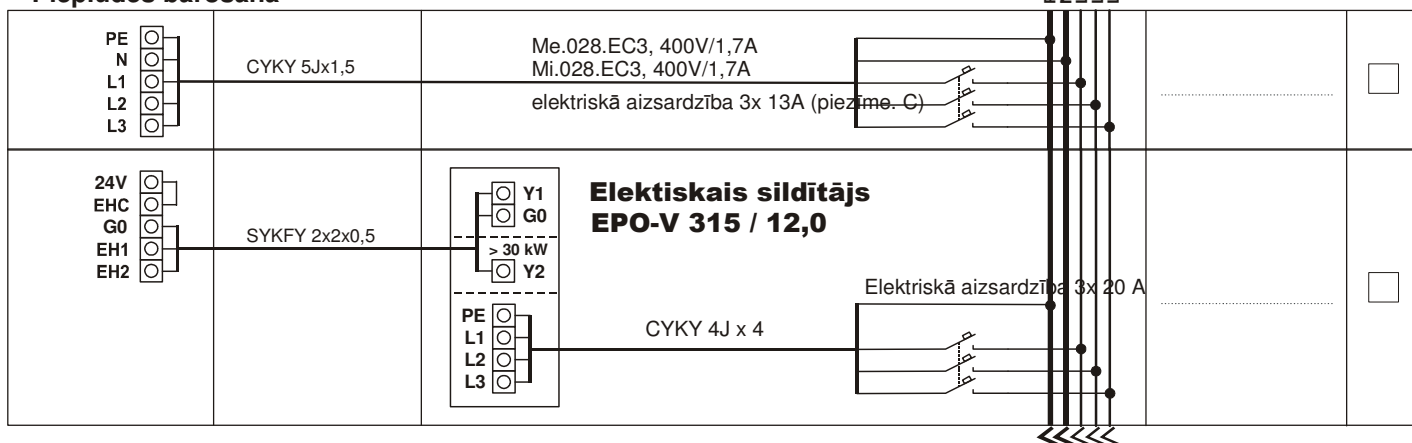 PE
N
L1
L2
L3
CYKY 5Jx1,5
Me.028.EC3, 400V/1,7A
Mi.028.EC3, 400V/1,7A
elektriskā aizsardzība 3x 13A (piezīme. C)
24V
EHC
G0
EH1
EH2
SYKFY 2x2x0,5
Y1
G0
> 30 kW
Y2
Elektiskais sildītājs
EPO-V 315 / 12,0
PE
L1
L2
L3
CYKY 4J x 4
Elektriskā aizsardzība 3x 20 A